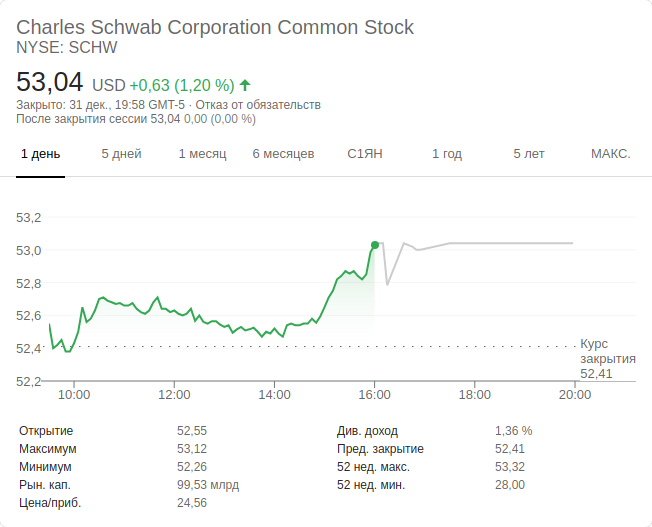 Charles Schwab Corporation Common Stock
NYSE: SCHW
53,04 USD +0,63 (1,20 %)
Закрыто: 31 дек., 19:58 GMT-5 · Отказ от обязательств
После закрытия сессии 53,04 0,00 (0,00 %)
1 день 5 дней 1 месяц 6 месяцев С1ЯН 1 год 5 лет МАКС.
53,2
53,0
52,8
52,6
52,4
52,2
Курс
закрытия
52,41
10:00 12:00 14:00 16:00 18:00 20:00
Открытие 52,55 Див. доход 1,36 %
Максимум 53,12 Пред. закрытие 52,41
Минимум 52,26 52 нед. макс. 53,32
Рын. кап. 99,53 млрд 52 нед. мин. 28,00
Цена/приб. 24,56